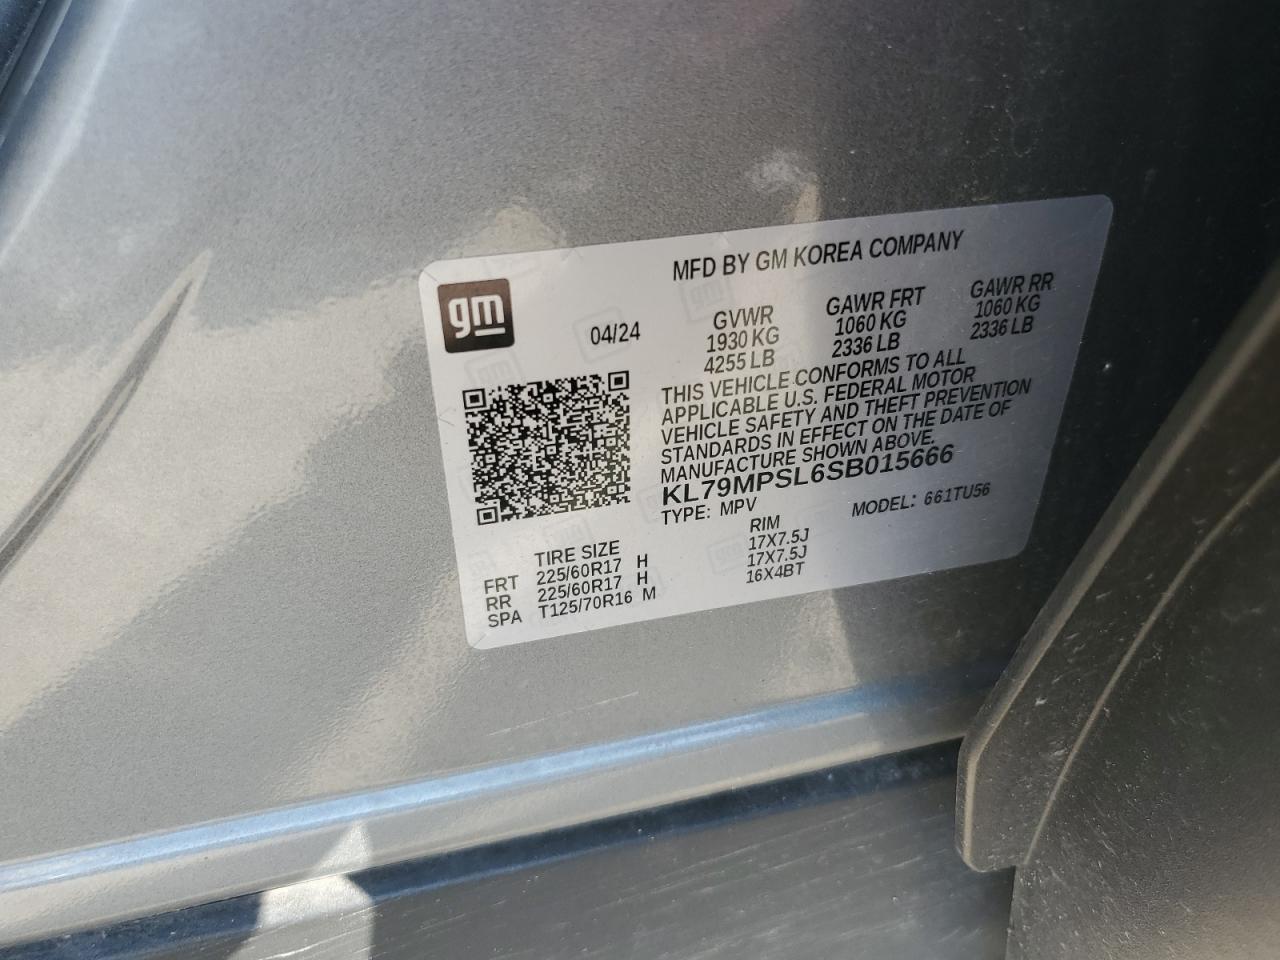 MFD BY GM KOREA COMPANY
gm
04/24
GVWR GAWR FRT GAWR RR
1930 KG 1060 KG 1060 KG
4255 LB 2336 LB 2336 LB
THIS VEHICLE CONFORMS TO ALL
APPLICABLE U.S. FEDERAL MOTOR
VEHICLE SAFETY AND THEFT PREVENTION
STANDARDS IN EFFECT ON THE DATE OF
MANUFACTURE SHOWN ABOVE.
KL79MPSL6SB015666
TYPE: MPV MODEL: 661TU56
TIRE SIZE RIM
FRT 225/60R17 H 17X7.5J
RR 225/60R17 H 17X7.5J
SPA T125/70R16 M 16X4BT